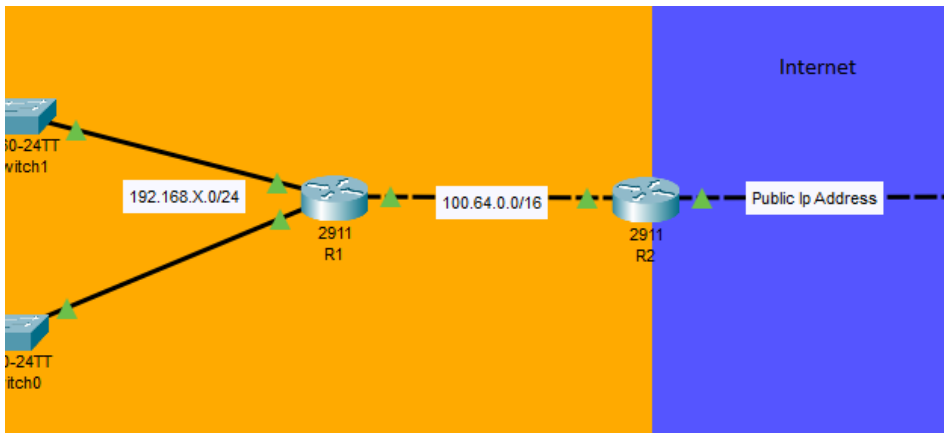 Internet
60-24TT
witch1
192.168.X.0/24
2911
R1
100.64.0.0/16
2911
R2
Public Ip Address
0-24TT
itch0